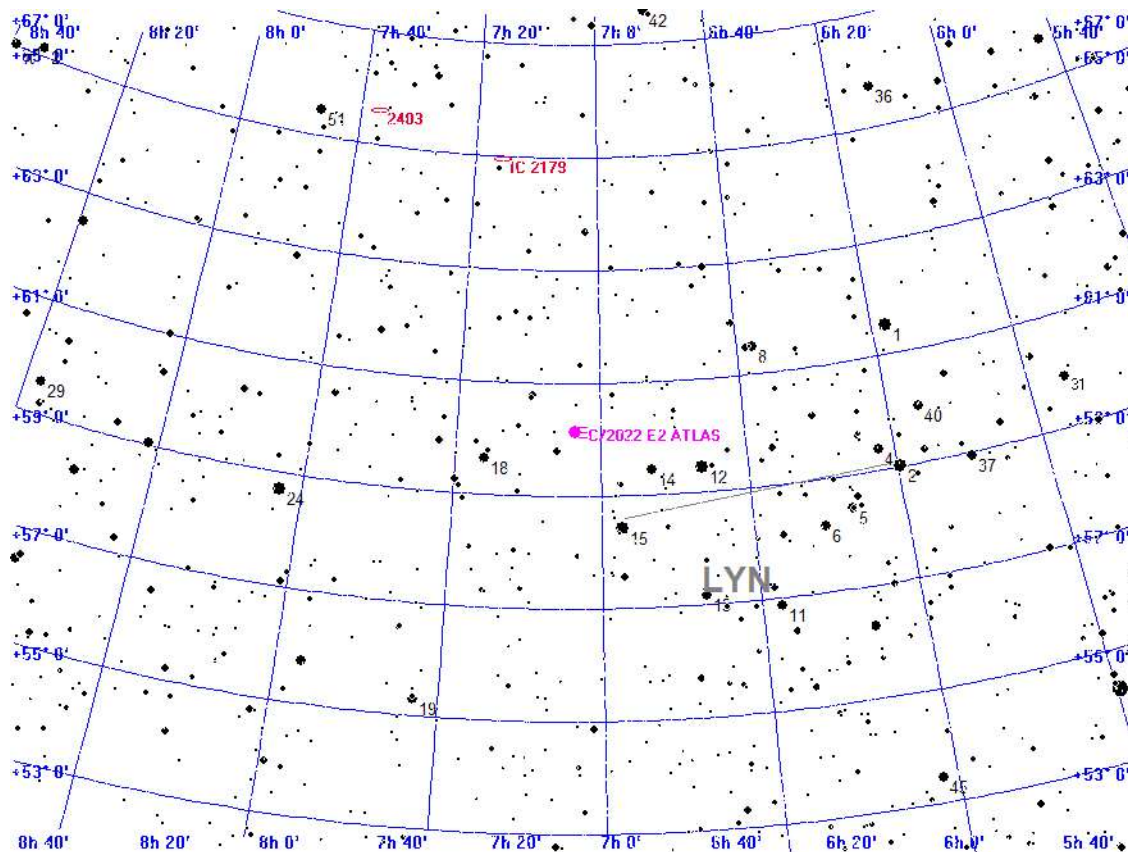 +67° 0'
42
+67° 0'
8h 40'
8h 20'
8h 0'
7h 40'
7h 20'
7h 8'
6h 40'
6h 20'
6h 0'
5h 40'
+65° 0'
+65° 0'
36
51
2403
IC 2179
+63° 0'
+63° 0'
+61° 0'
+61° 0'
1
8
31
29
40
+59° 0'
C/2022 E2 ATLAS
18
14
12
4
2
37
24
5
15
6
+57° 0'
+57° 0'
LYN
13
11
+55° 0'
+55° 0'
19
+53° 0'
+53° 0'
45
8h 40'
8h 20'
8h 0'
7h 40'
7h 20'
7h 0'
6h 40'
6h 20'
6h 0'
5h 40'